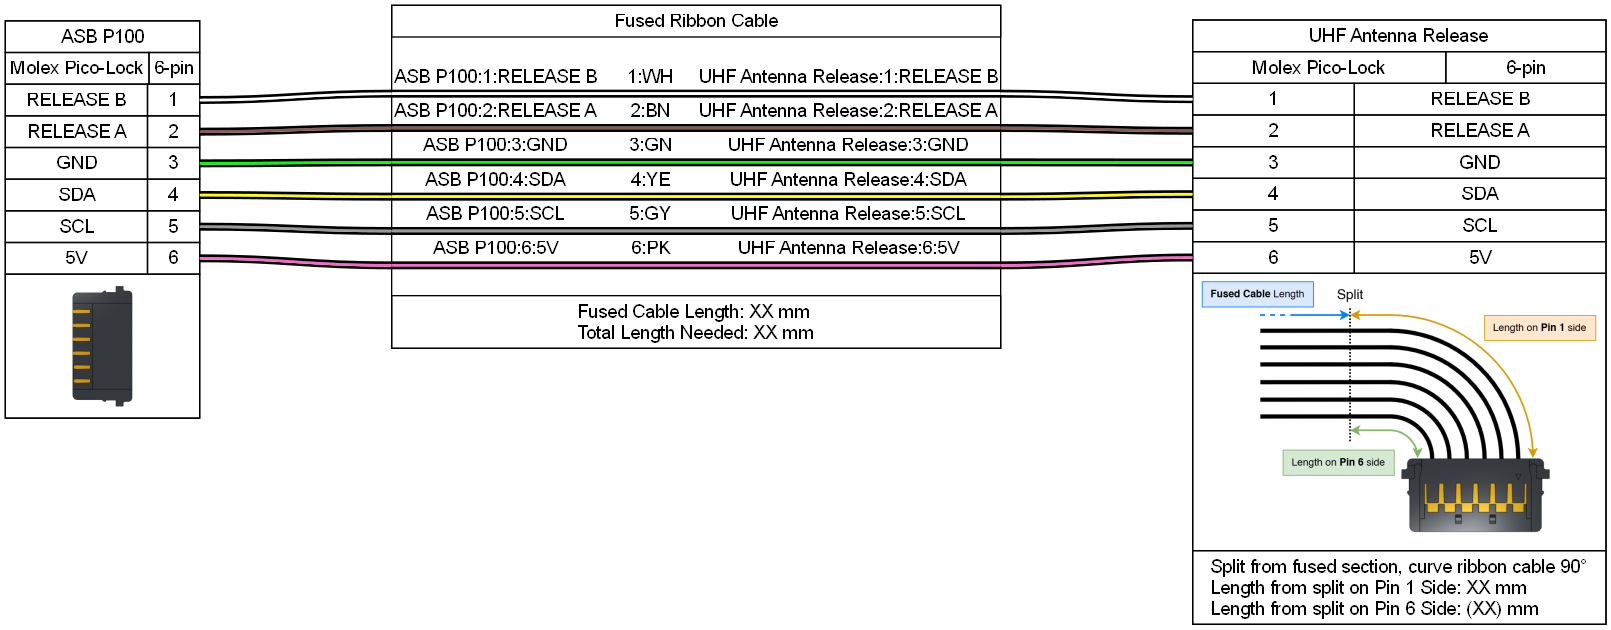 ASB P100
Molex Pico-Lock 6-pin
RELEASE B 1
RELEASE A 2
GND 3
SDA 4
SCL 5
5V 6
Fused Ribbon Cable
ASB P100:1:RELEASE B 1:WH UHF Antenna Release:1:RELEASE B
ASB P100:2:RELEASE A 2:BN UHF Antenna Release:2:RELEASE A
ASB P100:3:GND 3:GN UHF Antenna Release:3:GND
ASB P100:4:SDA 4:YE UHF Antenna Release:4:SDA
ASB P100:5:SCL 5:GY UHF Antenna Release:5:SCL
ASB P100:6:5V 6:PK UHF Antenna Release:6:5V
Fused Cable Length: XX mm
Total Length Needed: XX mm
UHF Antenna Release
Molex Pico-Lock 6-pin
1 RELEASE B
2 RELEASE A
3 GND
4 SDA
5 SCL
6 5V
Fused Cable Length
Split
Length on Pin 1 side
Length on Pin 6 side
Split from fused section, curve ribbon cable 90°
Length from split on Pin 1 Side: XX mm
Length from split on Pin 6 Side: (XX) mm